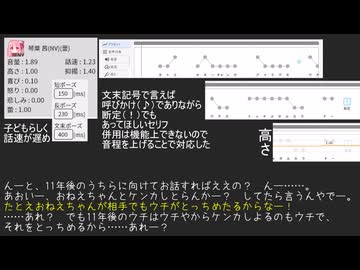 琴葉 茜(NV)(蕾)
音量 : 1.89
話速 : 1.23
高さ : 1.00
抑揚 : 1.40
喜び : 0.10
怒り : 0.00
悲しみ : 0.00
蕾 : 1.00
短ポーズ
150 (ms)
長ポーズ
230 (ms)
文末ポーズ
400 (ms)
子どもらしく
話速が遅め
文末記号で言えば
呼びかけ(♪)でありながら
断定(!)でも
あってほしいセリフ
併用は機能上できないので
音程を上げることで対応した
高さ
んーと、11年後のうちらに向けてお話すればええの? んー……。
あおいー、おねえちゃんとケンカしとらんかー? してたら言うんやでー。
たとえおねえちゃんが相手でもウチがとっちめたるからなー!
……あれ? でも11年後のウチはウチやからケンカしよるのもウチで、
それをとっちめるから……あれー?